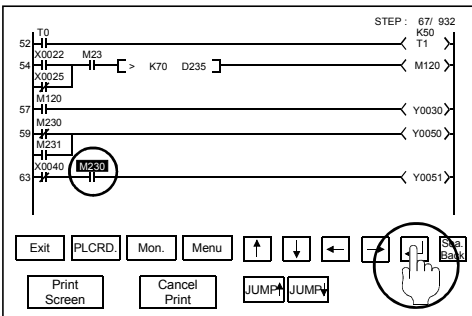 STEP : 67/ 932
T0 K50
52 T1
X0022 M23
54 > K70 D235 M120
X0025
M120
57 Y0030
M230
59 Y0050
M231
X0040 M230
63 Y0051
Exit PLCRD. Mon. Menu Sea. Back
Print Screen Cancel Print JUMP JUMP